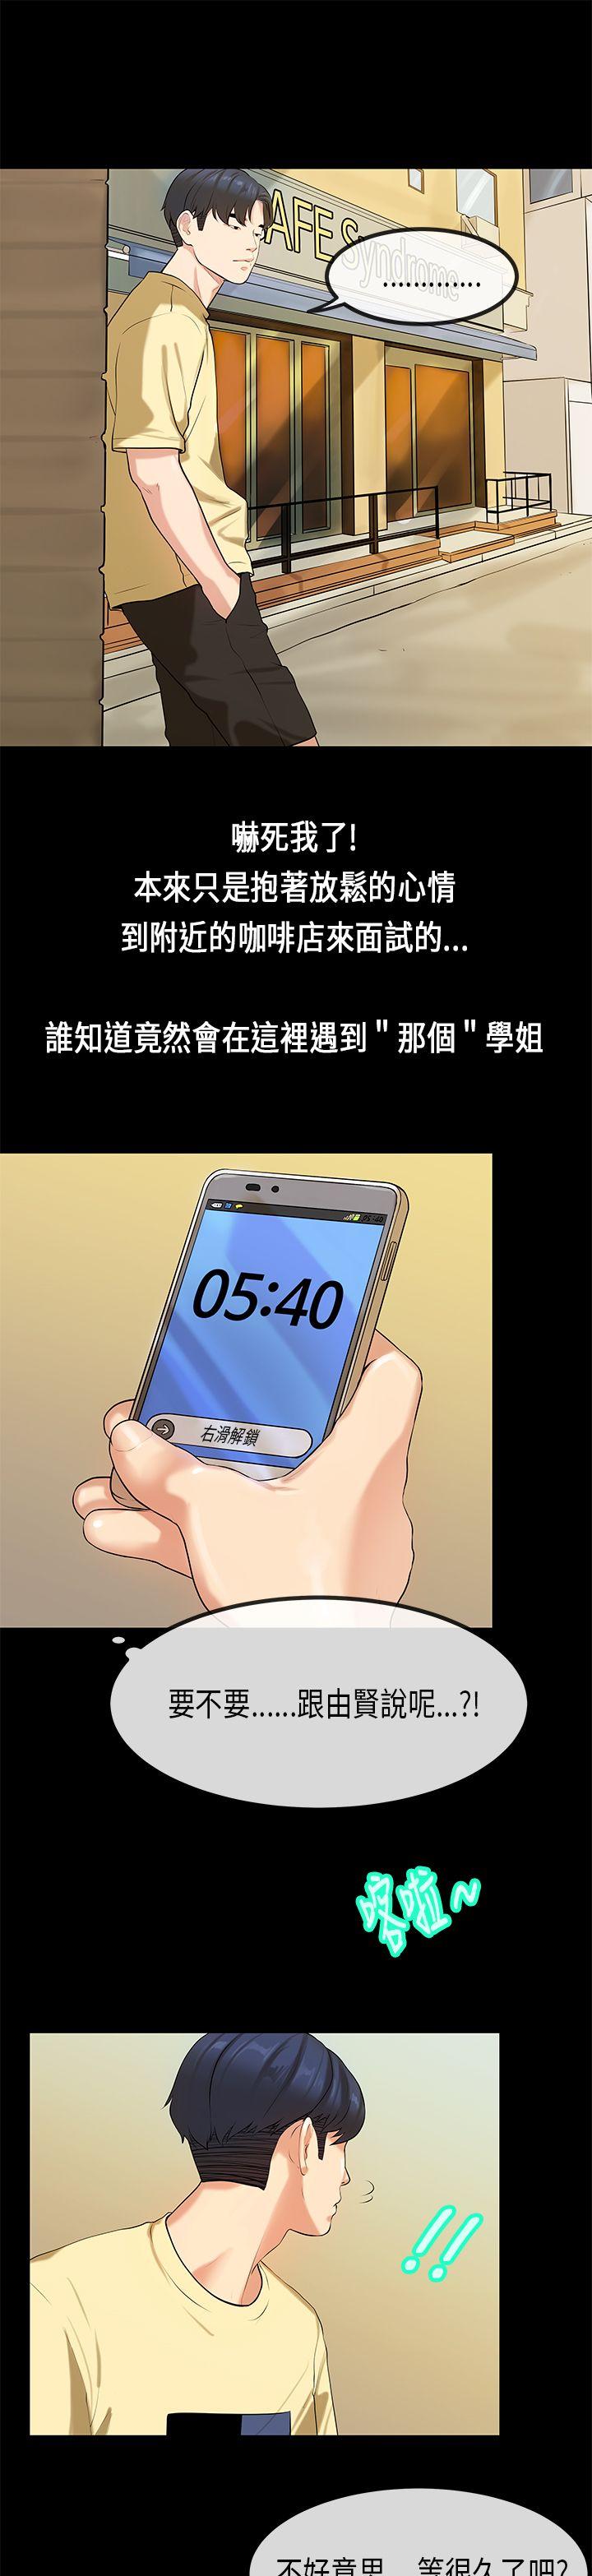 AFE S
Syndrome
.............
嚇死我了!
本來只是抱著放鬆的心情
到附近的咖啡店來面試的...
誰知道竟然會在這裡遇到"那個"學姐
05:40
05:40
右滑解鎖
要不要......跟由賢說呢...?!
喀啦~
!!
不好意思...等很久了吧?